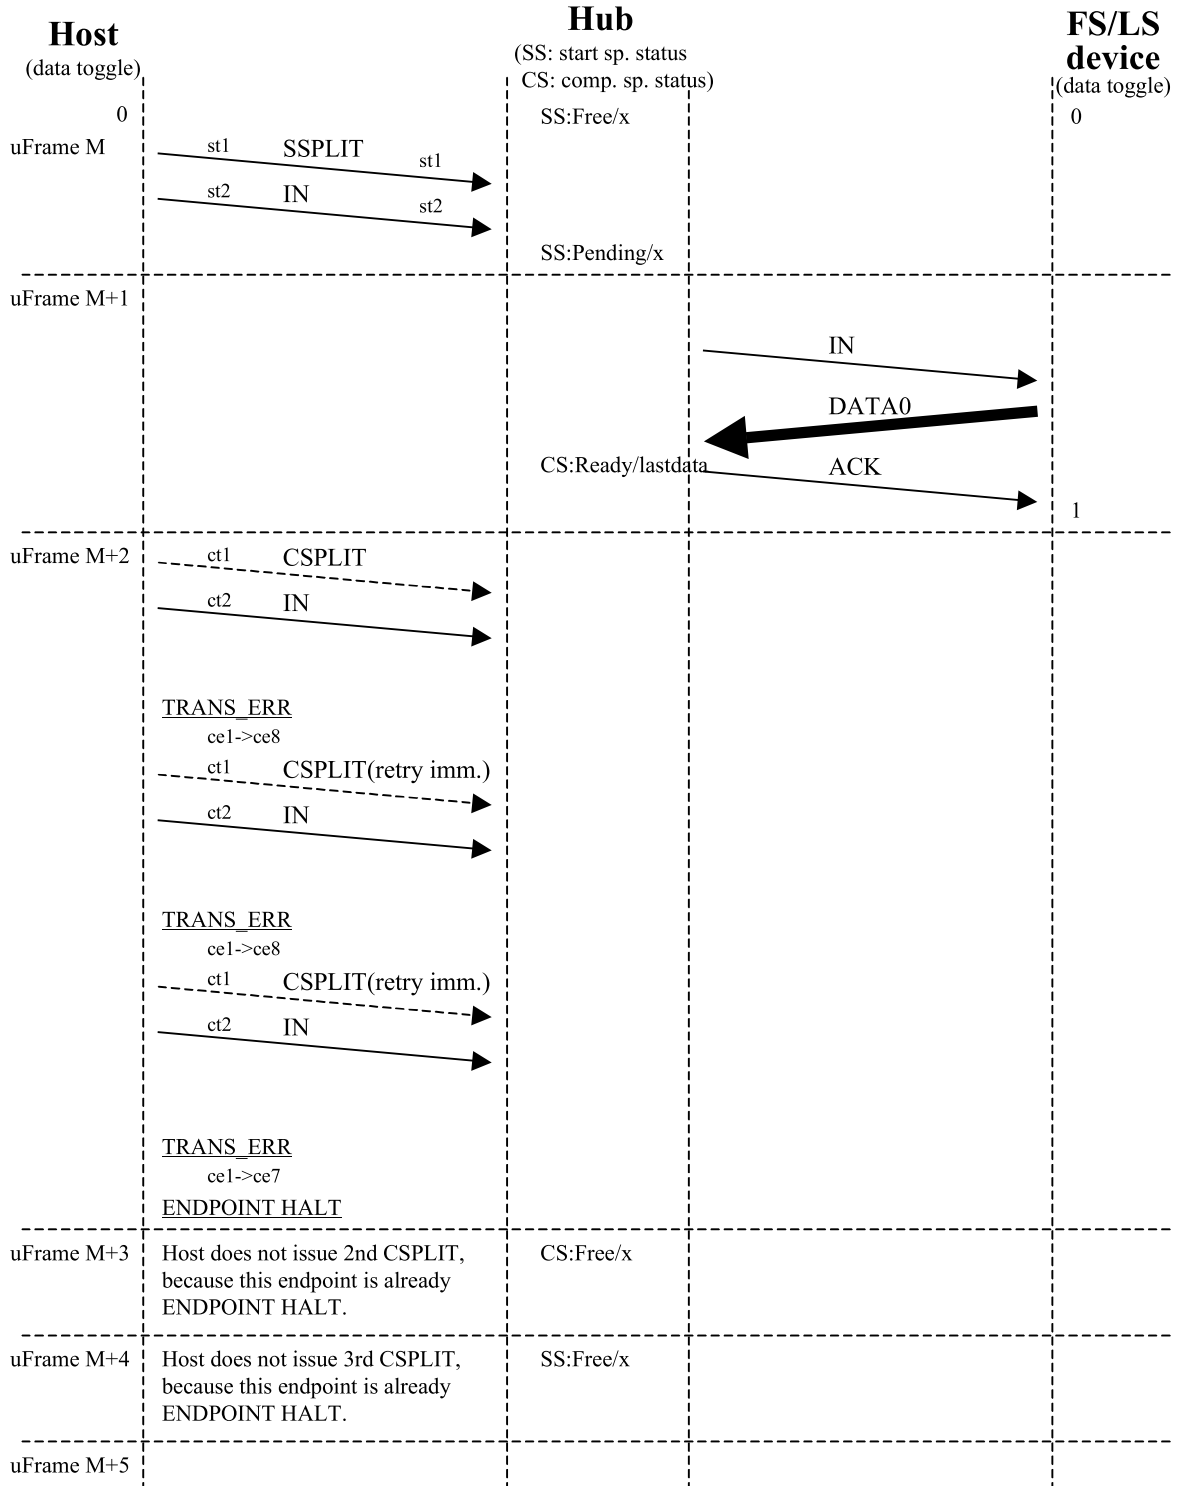 Host
(data toggle)
Hub
(SS: start sp. status
CS: comp. sp. status)
FS/LS
device
(data toggle)
0
SS:Free/x
0
uFrame M
st1
SSPLIT
st1
st2
IN
st2
SS:Pending/x
uFrame M+1
IN
DATA0
CS:Ready/lastdata
ACK
1
uFrame M+2
ct1
CSPLIT
ct2
IN
TRANS_ERR
ce1->ce8
ct1
CSPLIT(retry imm.)
ct2
IN
TRANS_ERR
ce1->ce8
ct1
CSPLIT(retry imm.)
ct2
IN
TRANS_ERR
ce1->ce7
ENDPOINT HALT
uFrame M+3
Host does not issue 2nd CSPLIT,
because this endpoint is already
ENDPOINT HALT.
CS:Free/x
uFrame M+4
Host does not issue 3rd CSPLIT,
because this endpoint is already
ENDPOINT HALT.
SS:Free/x
uFrame M+5